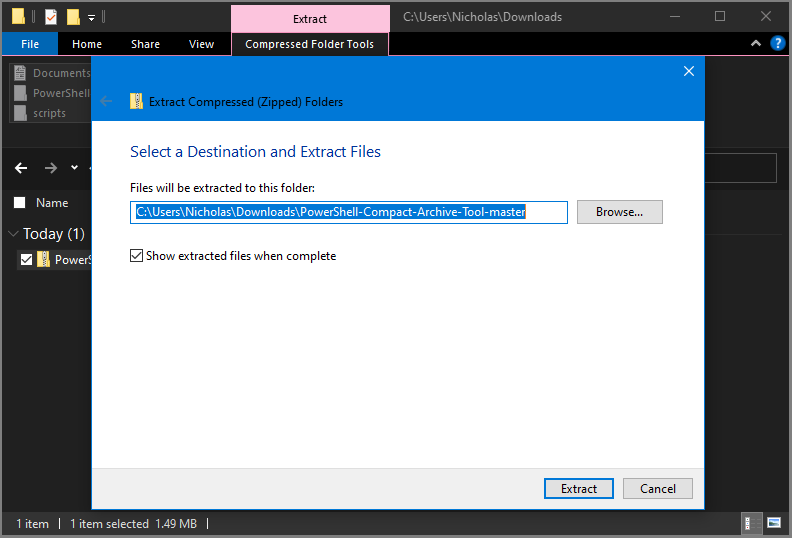 Extract
C:\Users\Nicholas\Downloads
File
Home
Share
View
Compressed Folder Tools
Documents
PowerShell
scripts
Extract Compressed (Zipped) Folders
Select a Destination and Extract Files
Files will be extracted to this folder:
C:\Users\Nicholas\Downloads\PowerShell-Compact-Archive-Tool-master
Browse...
Show extracted files when complete
Name
Today (1)
PowerS
Extract
Cancel
1 item
1 item selected 1.49 MB